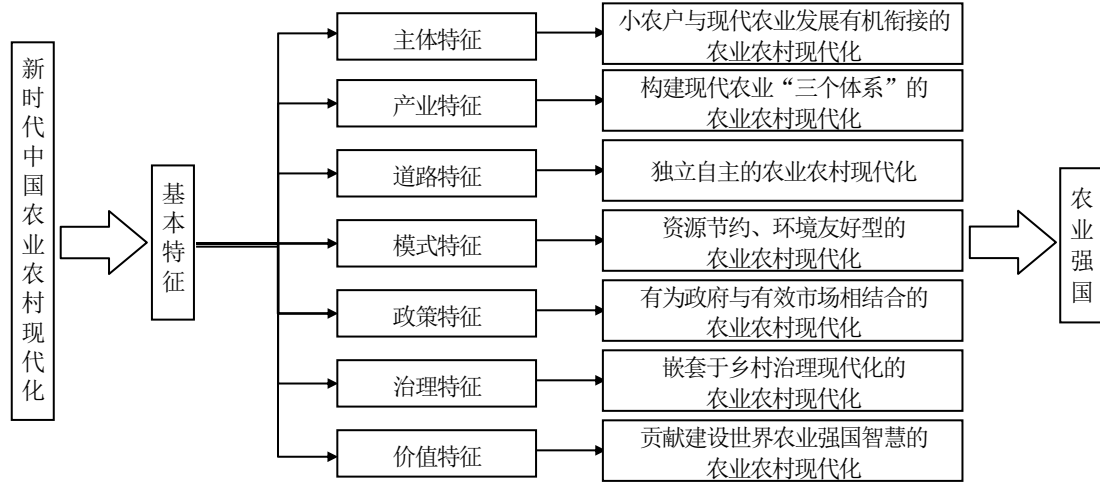 新时代中国农业农村现代化
基本特征
主体特征
小农户与现代农业发展有机衔接的
农业农村现代化
产业特征
构建现代农业“三个体系”的
农业农村现代化
道路特征
独立自主的农业农村现代化
模式特征
资源节约、环境友好型的
农业农村现代化
政策特征
有为政府与有效市场相结合的
农业农村现代化
治理特征
嵌套于乡村治理现代化的
农业农村现代化
价值特征
贡献建设世界农业强国智慧的
农业农村现代化
农业强国